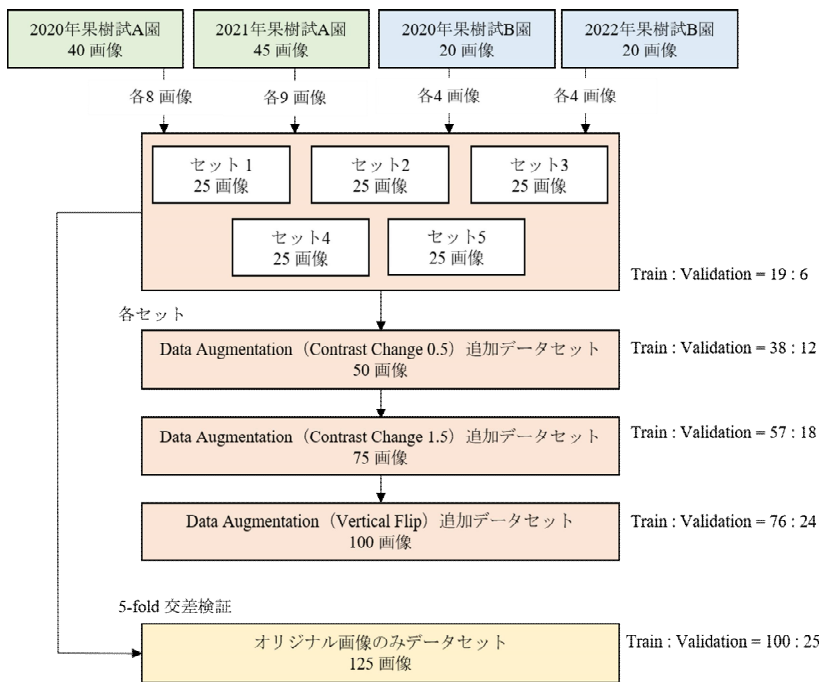 2020年果樹試A園
40 画像
2021年果樹試A園
45 画像
2020年果樹試B園
20 画像
2022年果樹試B園
20 画像
各8 画像
各9 画像
各4 画像
各4 画像
セット 1
25 画像
セット2
25 画像
セット3
25 画像
セット4
25 画像
セット5
25 画像
Train : Validation = 19 : 6
各セット
Data Augmentation（Contrast Change 0.5）追加データセット
50 画像
Train : Validation = 38 : 12
Data Augmentation（Contrast Change 1.5）追加データセット
75 画像
Train : Validation = 57 : 18
Data Augmentation（Vertical Flip）追加データセット
100 画像
Train : Validation = 76 : 24
5-fold 交差検証
オリジナル画像のみデータセット
125 画像
Train : Validation = 100 : 25